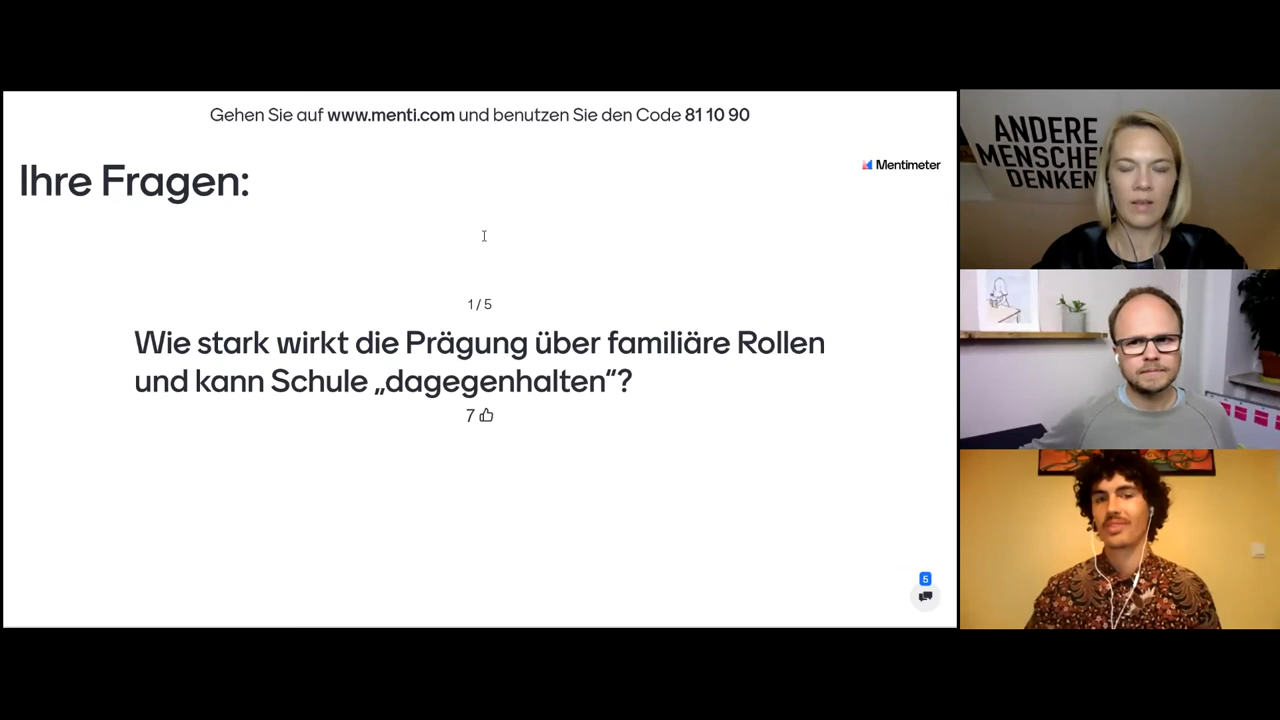 Gehen Sie auf www.menti.com und benutzen Sie den Code 81 10 90
Mentimeter
Ihre Fragen:
1 / 5
Wie stark wirkt die Prägung über familiäre Rollen
und kann Schule „dagegenhalten“?
7
5
ANDERE
MENSCHE
DENKEN